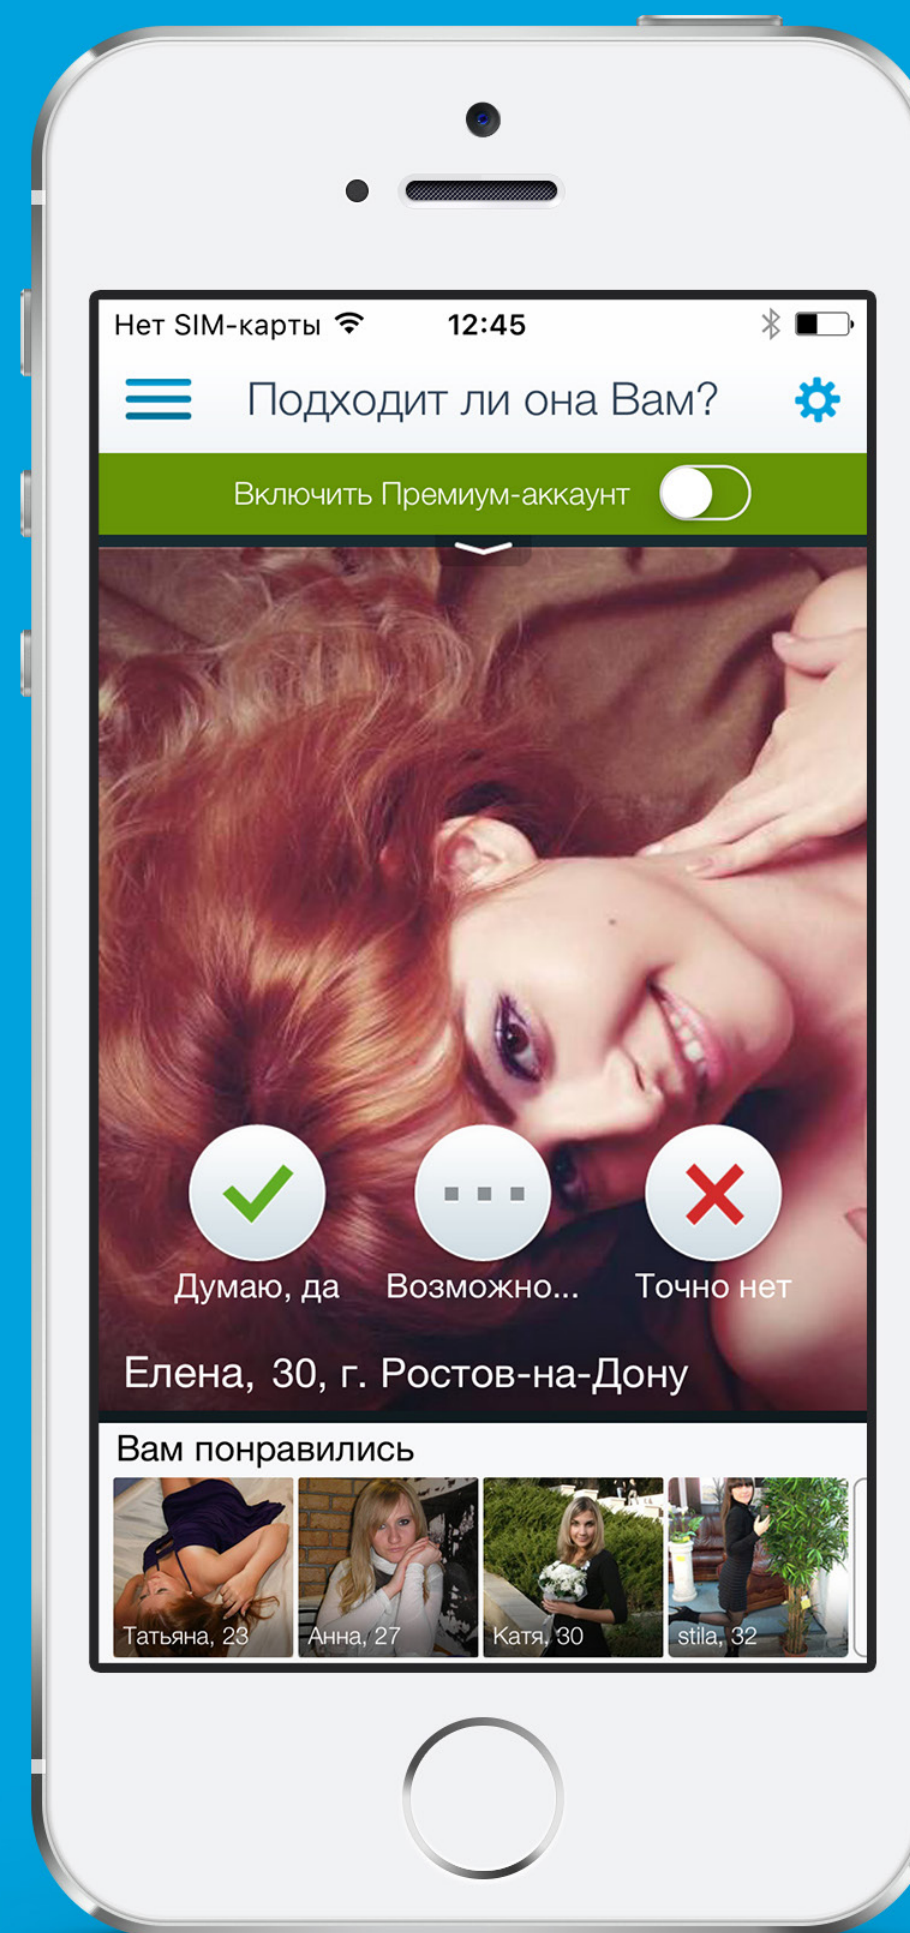 Нет SIM-карты 12:45
Подходит ли она Вам?
Включить Премиум-аккаунт
Думаю, да Возможно... Точно нет
Елена, 30, г. Ростов-на-Дону
Вам понравились
Татьяна, 23 Анна, 27 Катя, 30 stila, 32